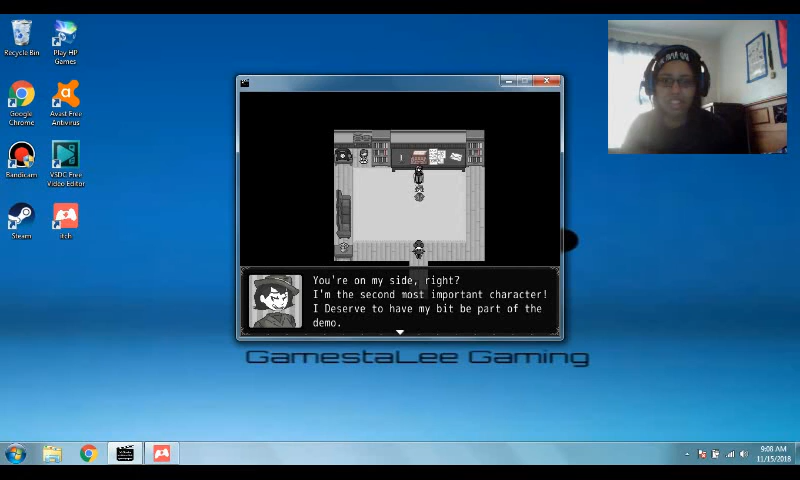 Recycle Bin
Play HP
Games
Google
Chrome
Avast Free
Antivirus
Bandicam
VSDC Free
Video Editor
Steam
itch
You're on my side, right?
I'm the second most important character!
I Deserve to have my bit be part of the
demo.
GamestaLee Gaming
9:08 AM
11/15/2018